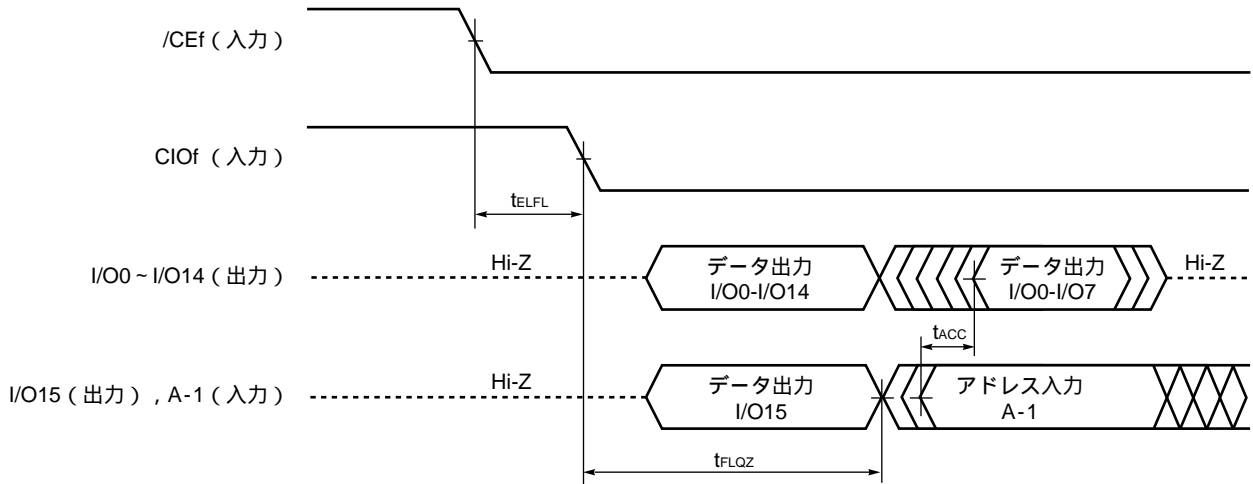 /CEf（入力）
CIOf （入力）
tELFL
I/O0～I/O14（出力）
Hi-Z
データ出力
I/O0-I/O14
データ出力
I/O0-I/O7
Hi-Z
tACC
I/O15（出力）, A-1（入力）
Hi-Z
データ出力
I/O15
アドレス入力
A-1
tFLQZ